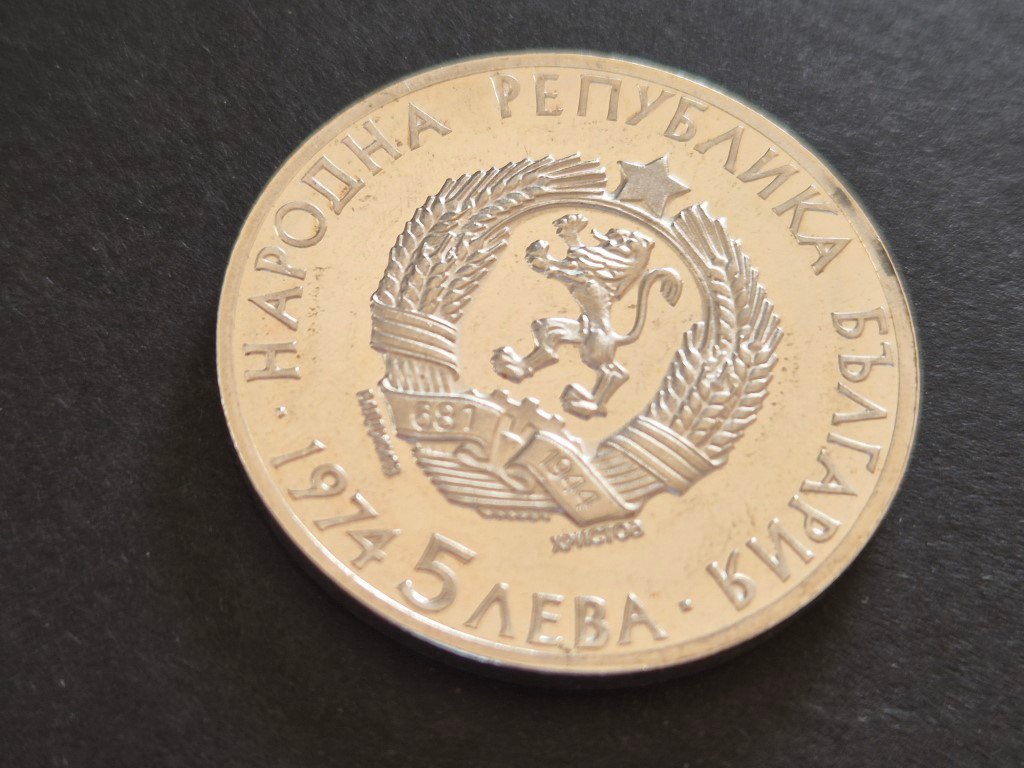 НАРОДНА РЕПУБЛИКА БЪЛГАРИЯ
1974
5 ЛЕВА
681
1944
ХРИСТОВ